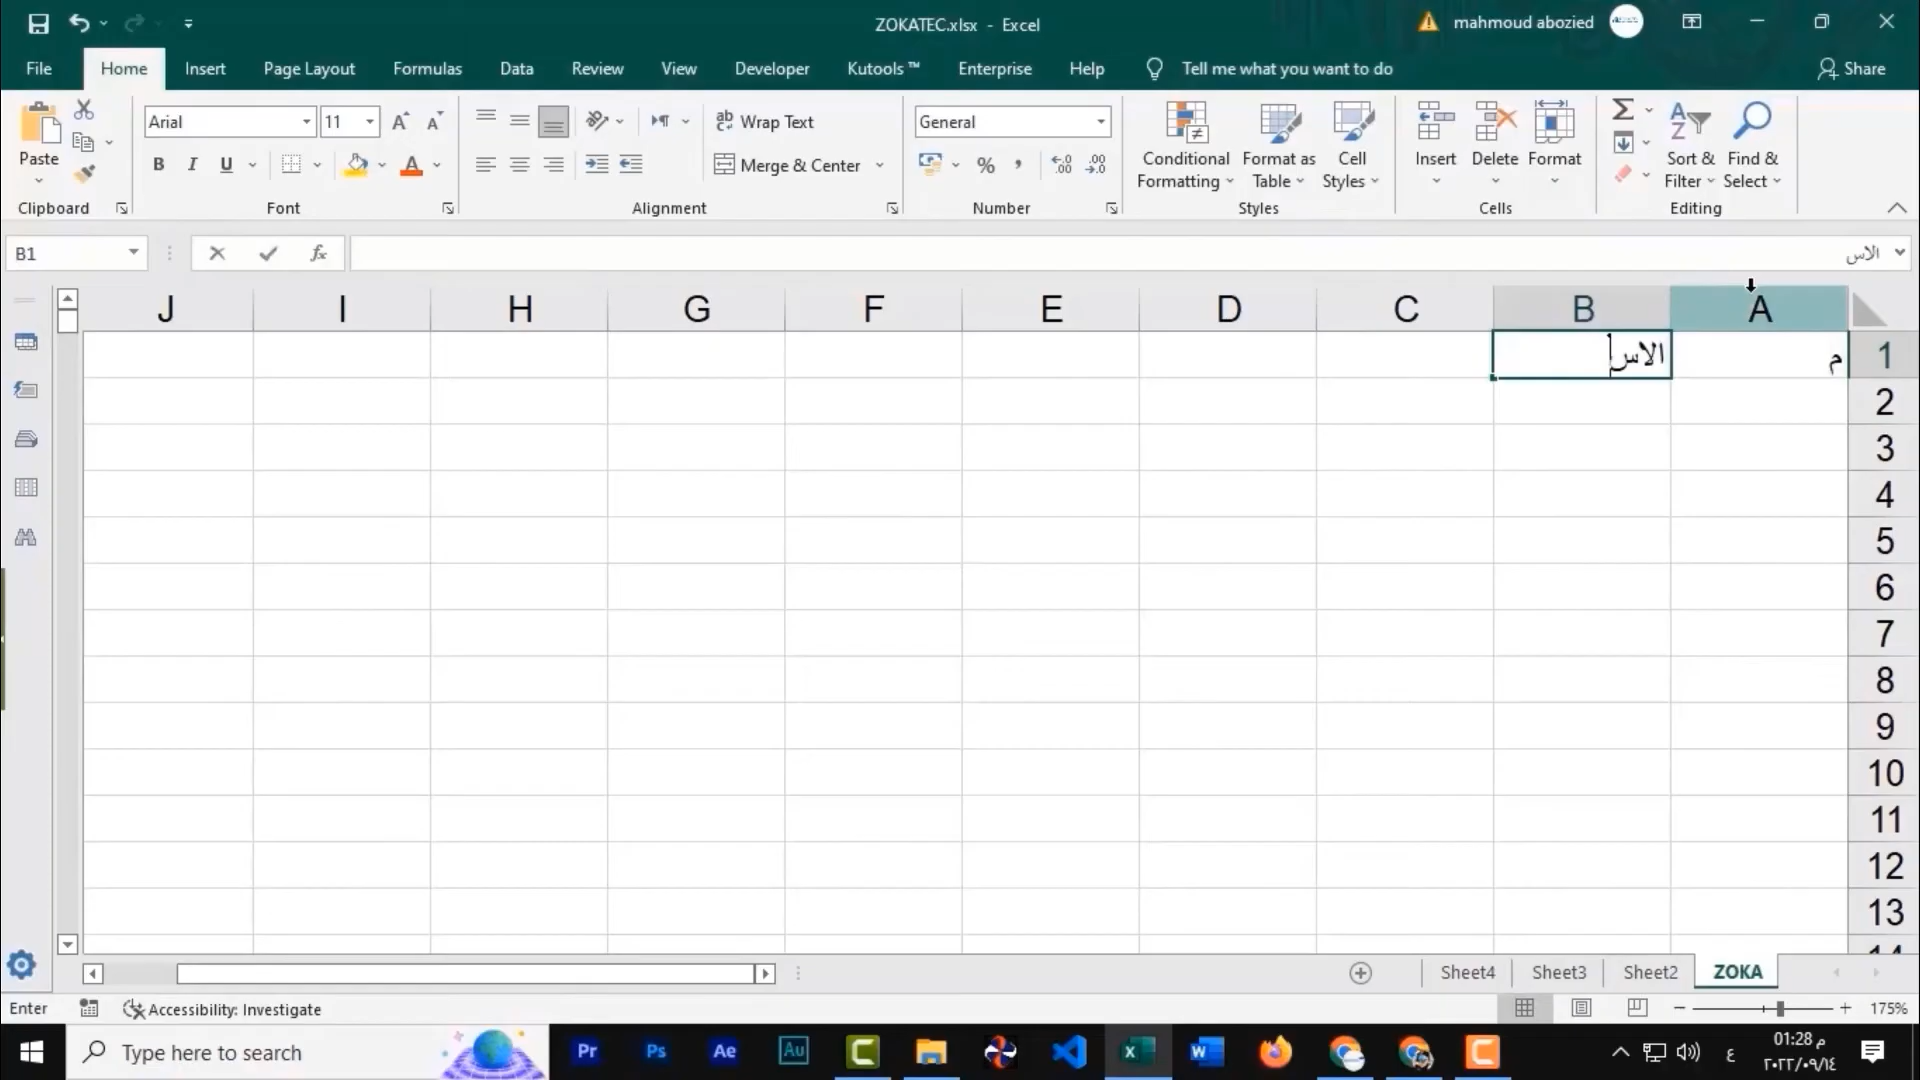 ZOKATEC.xlsx - Excel
mahmoud abozied
File Home Insert Page Layout Formulas Data Review View Developer Kutools ™ Enterprise Help Tell me what you want to do Share
Paste
Clipboard
Arial 11
B I U
Font
Wrap Text
Merge & Center
Alignment
General
% ,
Number
Conditional Formatting
Format as Table
Cell Styles
Styles
Insert Delete Format
Cells
Sort & Filter
Find & Select
Editing
B1 fx الاس
J I H G F E D C B A
الاس م 1
2
3
4
5
6
7
8
9
10
11
12
13
Sheet4 Sheet3 Sheet2 ZOKA
Enter Accessibility: Investigate 175%
Type here to search
Pr Ps Ae Au
ع
01:28 م
٢٠٢٢/٠٩/١٤